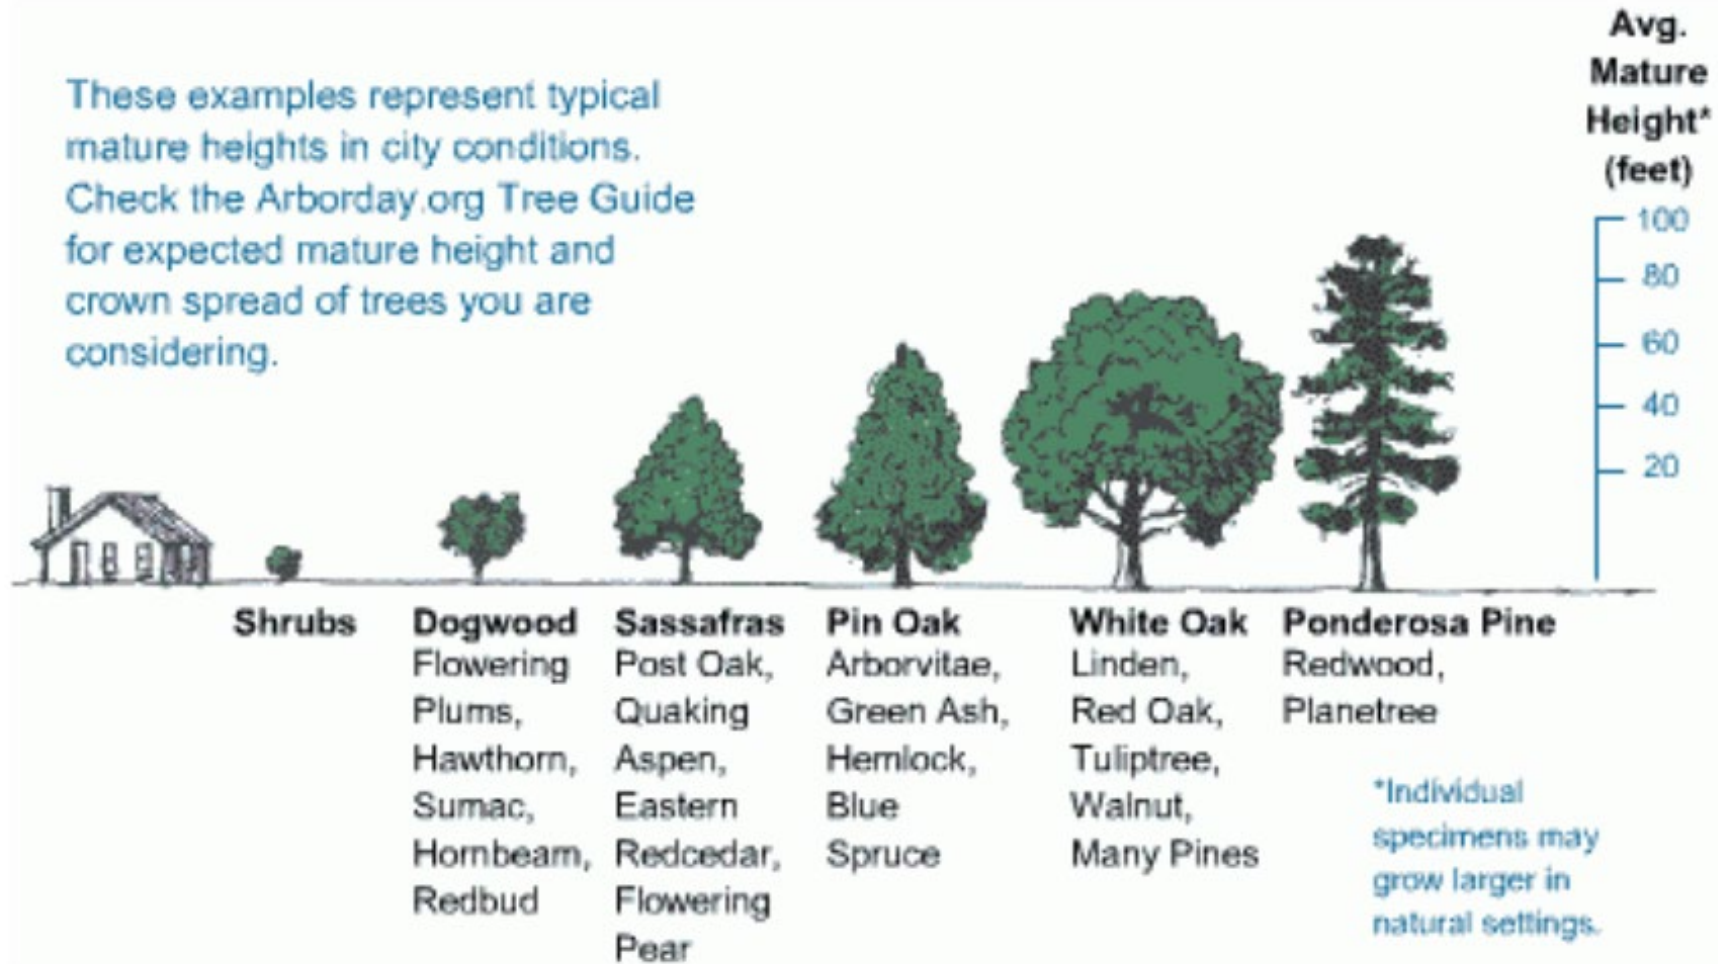 These examples represent typical
mature heights in city conditions.
Check the Arborday.org Tree Guide
for expected mature height and
crown spread of trees you are
considering.
Avg.
Mature
Height*
(feet)
100
80
60
40
20
Shrubs
Dogwood
Flowering
Plums,
Hawthorn,
Sumac,
Hornbeam,
Redbud
Sassafras
Post Oak,
Quaking
Aspen,
Eastern
Redcedar,
Flowering
Pear
Pin Oak
Arborvitae,
Green Ash,
Hemlock,
Blue
Spruce
White Oak
Linden,
Red Oak,
Tuliptree,
Walnut,
Many Pines
Ponderosa Pine
Redwood,
Planetree
*Individual
specimens may
grow larger in
natural settings.